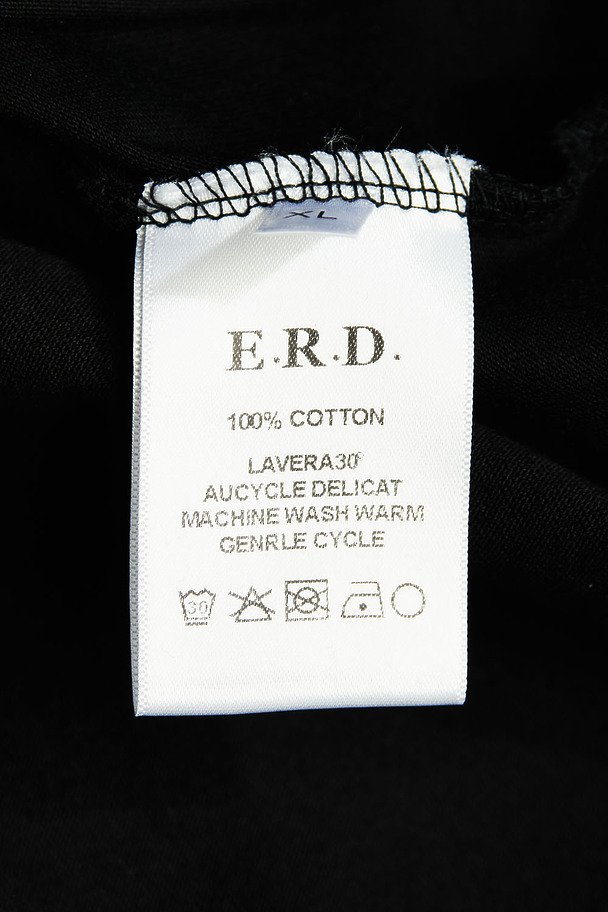 XL
E.R.D.
100% COTTON
LAVERA30°
AUCYCLE DELICAT
MACHINE WASH WARM
GENRLE CYCLE
30